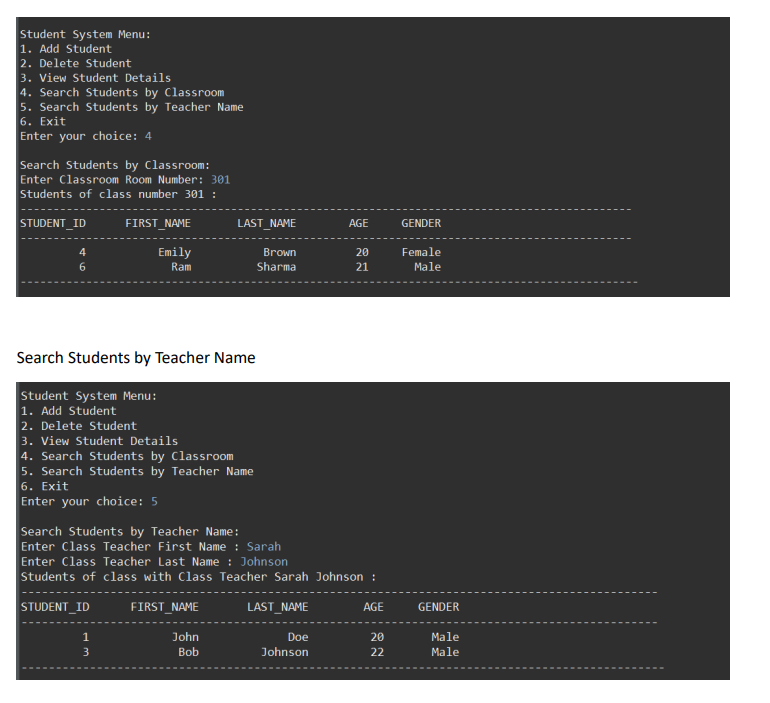 Student System Menu:
1. Add Student
2. Delete Student
3. View Student Details
4. Search Students by Classroom
5. Search Students by Teacher Name
6. Exit
Enter your choice: 4
Search Students by Classroom:
Enter Classroom Room Number: 301
Students of class number 301 :
--------------------------------------------------------------------------------------------
STUDENT_ID FIRST_NAME LAST_NAME AGE GENDER
--------------------------------------------------------------------------------------------
4 Emily Brown 20 Female
6 Ram Sharma 21 Male
---------------------------------------------------------------------------------------------
Search Students by Teacher Name
Student System Menu:
1. Add Student
2. Delete Student
3. View Student Details
4. Search Students by Classroom
5. Search Students by Teacher Name
6. Exit
Enter your choice: 5
Search Students by Teacher Name:
Enter Class Teacher First Name : Sarah
Enter Class Teacher Last Name : Johnson
Students of class with Class Teacher Sarah Johnson :
--------------------------------------------------------------------------------------------
STUDENT_ID FIRST_NAME LAST_NAME AGE GENDER
--------------------------------------------------------------------------------------------
1 John Doe 20 Male
3 Bob Johnson 22 Male
---------------------------------------------------------------------------------------------